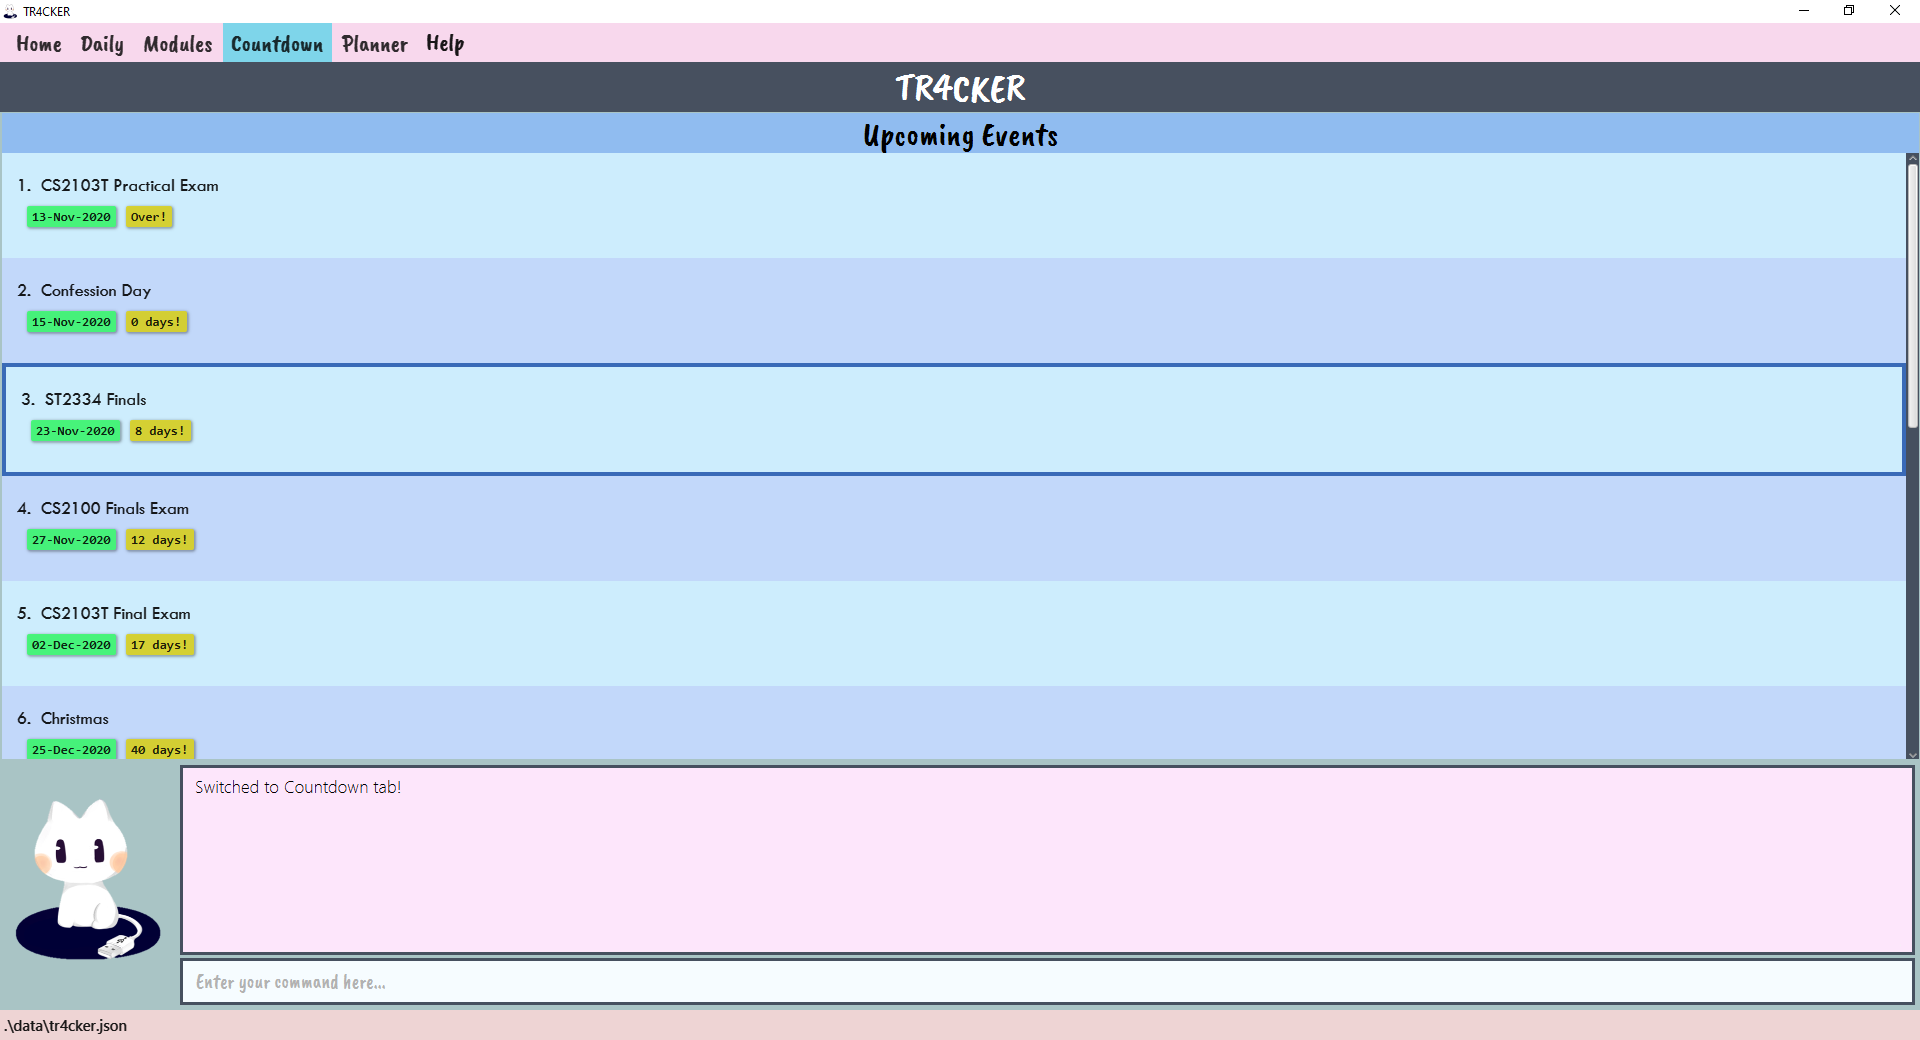 TR4CKER
Home Daily Modules Countdown Planner Help
TR4CKER
Upcoming Events
1. CS2103T Practical Exam
13-Nov-2020 Over!
2. Confession Day
15-Nov-2020 0 days!
3. ST2334 Finals
23-Nov-2020 8 days!
4. CS2100 Finals Exam
27-Nov-2020 12 days!
5. CS2103T Final Exam
02-Dec-2020 17 days!
6. Christmas
25-Dec-2020 40 days!
Switched to Countdown tab!
Enter your command here...
.\data\tr4cker.json